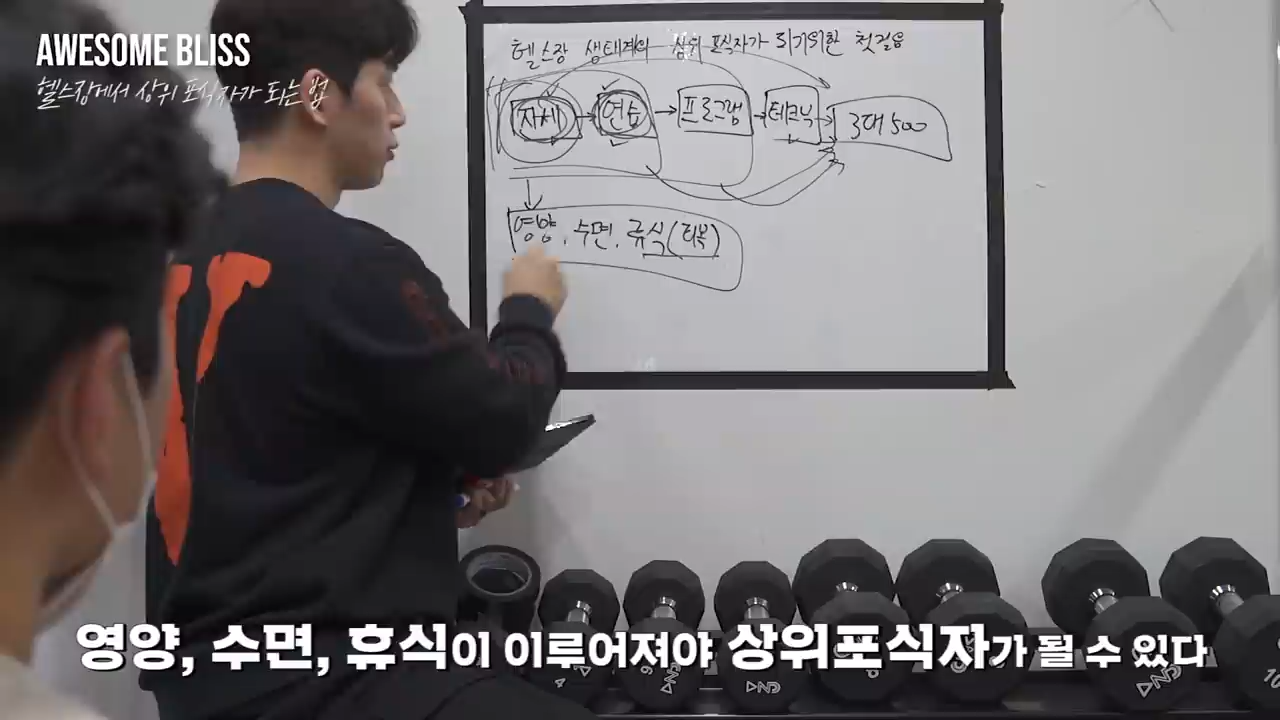 AWESOME BLISS
헬스장에서 상위 포식자가 되는 법
헬스장 생태계의 상위 포식자가 되기위한 첫걸음
자세 → 연습 → 프로그램 → 테크닉 → 3대 500
영양, 수면, 휴식(회복)
영양, 수면, 휴식이 이루어져야 상위포식자가 될 수 있다